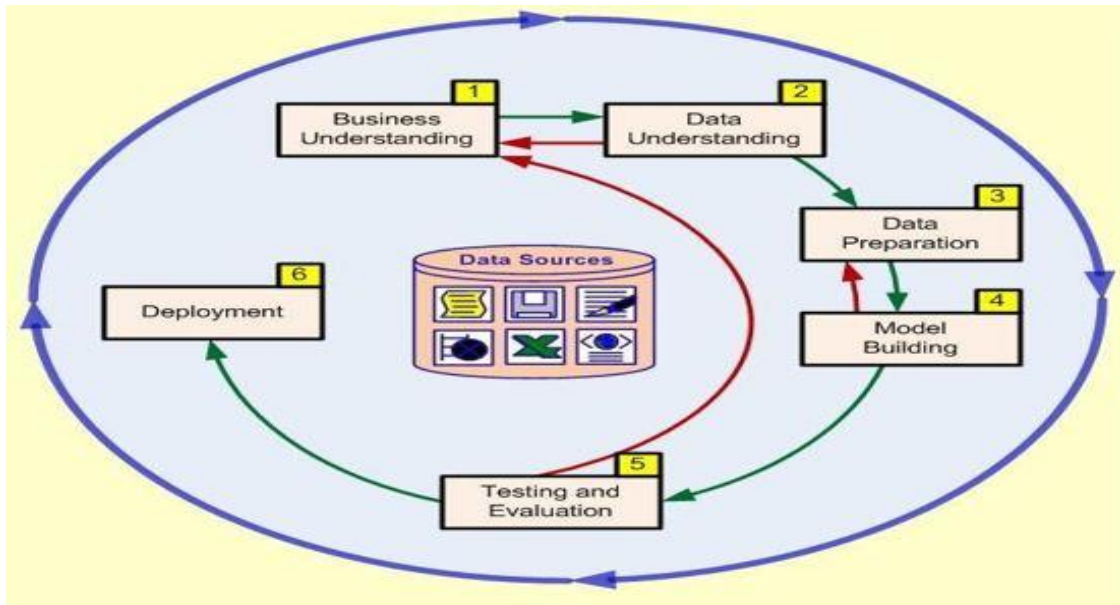 1
Business
Understanding
2
Data
Understanding
3
Data
Preparation
4
Model
Building
5
Testing and
Evaluation
6
Deployment
Data Sources